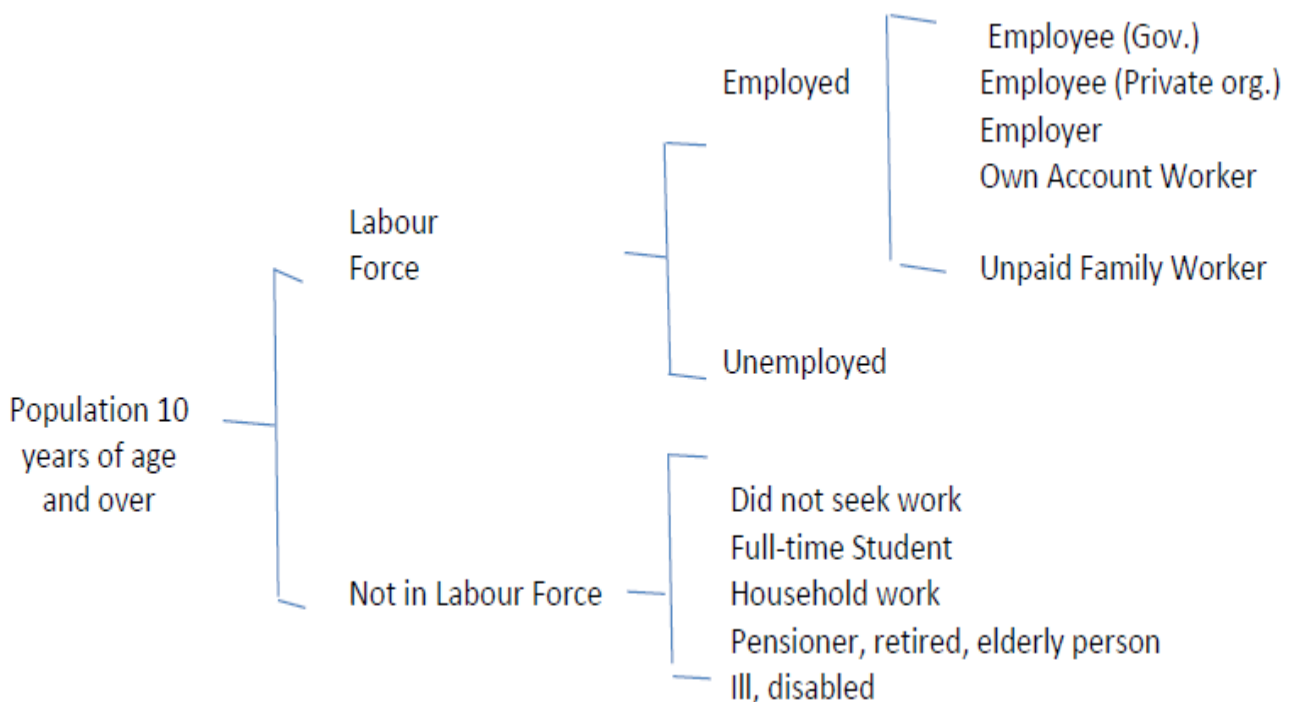 Population 10
years of age
and over
Labour
Force
Not in Labour Force
Employed
Unemployed
Employee (Gov.)
Employee (Private org.)
Employer
Own Account Worker
Unpaid Family Worker
Did not seek work
Full-time Student
Household work
Pensioner, retired, elderly person
Ill, disabled